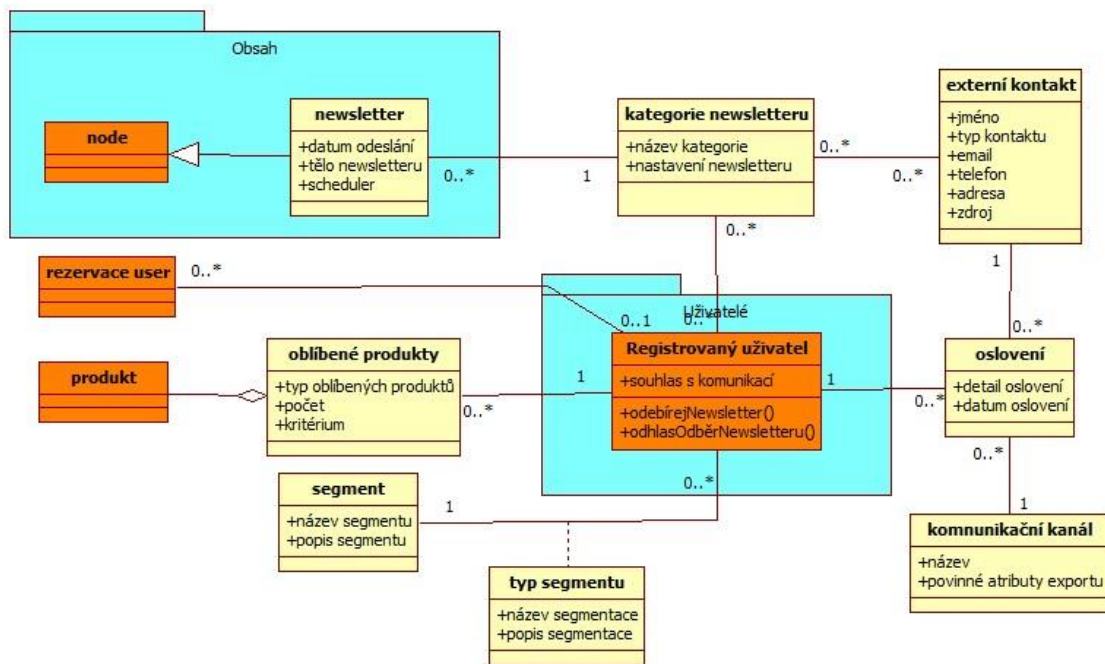 Obsah
node
newsletter
+datum odeslání
+tělo newsletteru
+scheduler
0..*
1
kategorie newsletteru
+název kategorie
+nastavení newsletteru
0..*
0..*
0..*
externí kontakt
+jméno
+typ kontaktu
+email
+telefon
+adresa
+zdroj
1
0..*
rezervace user
0..*
0..1
Uživatelé
0..*
Registrovaný uživatel
+souhlas s komunikací
+odebírejNewsletter()
+odhlasOdběrNewsletteru()
produkt
oblíbené produkty
+typ oblíbených produktů
+počet
+kritérium
0..*
1
1
0..*
oslovení
+detail oslovení
+datum oslovení
0..*
1
komnunikační kanál
+název
+povinné atributy exportu
segment
+název segmentu
+popis segmentu
1
0..*
typ segmentu
+název segmentace
+popis segmentace